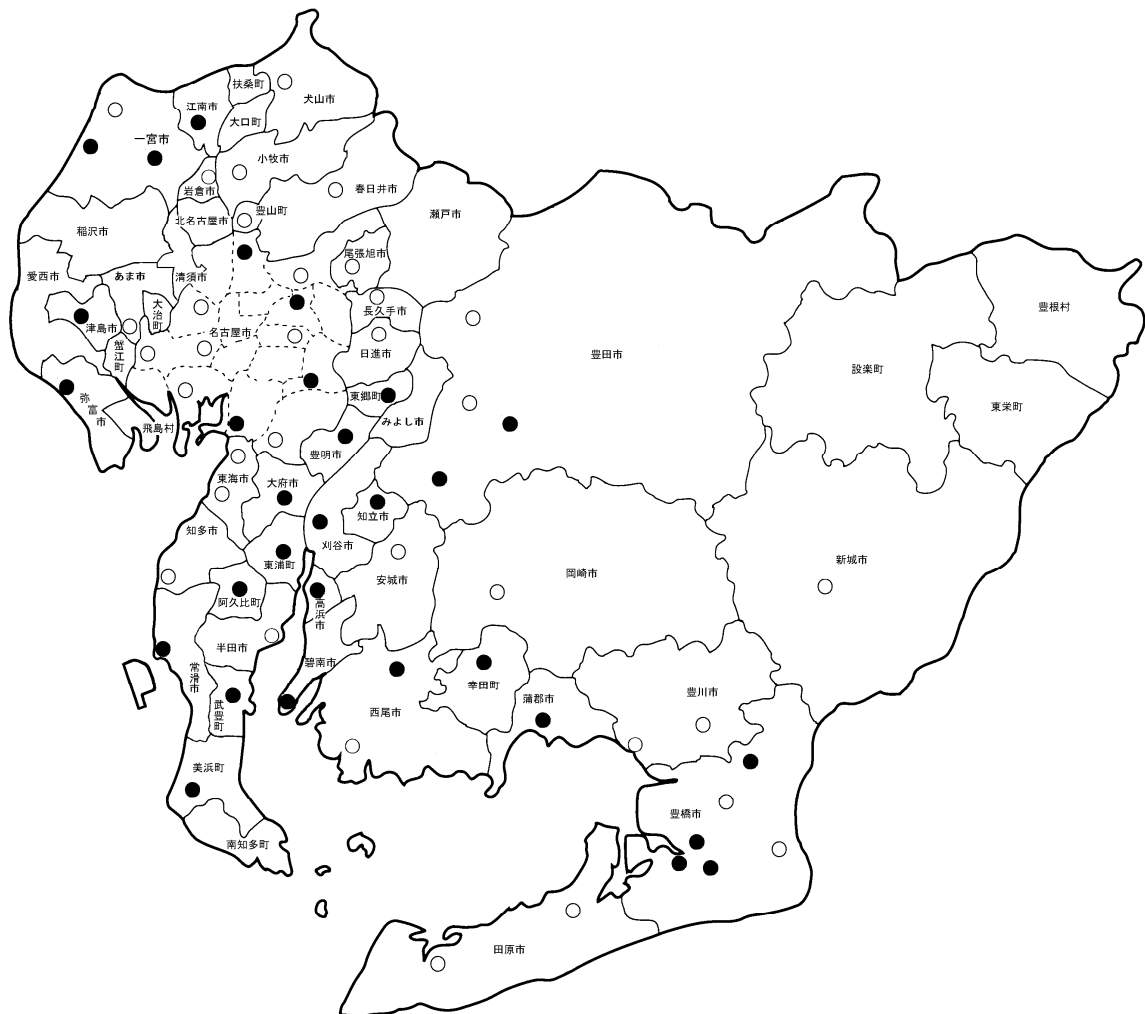 扶桑町
犬山市
江南市
大口町
一宮市
小牧市
岩倉市
春日井市
豊山町
瀬戸市
北名古屋市
稲沢市
尾張旭市
愛西市
あま市
清須市
大治町
長久手市
豊根村
津島市
名古屋市
蟹江町
日進市
豊田市
設楽町
東郷町
弥富市
東栄町
みよし市
飛島村
豊明市
東海市
大府市
知立市
知多市
刈谷市
新城市
東浦町
岡崎市
安城市
阿久比町
高浜市
半田市
碧南市
常滑市
幸田町
豊川市
蒲郡市
武豊町
西尾市
美浜町
豊橋市
南知多町
田原市